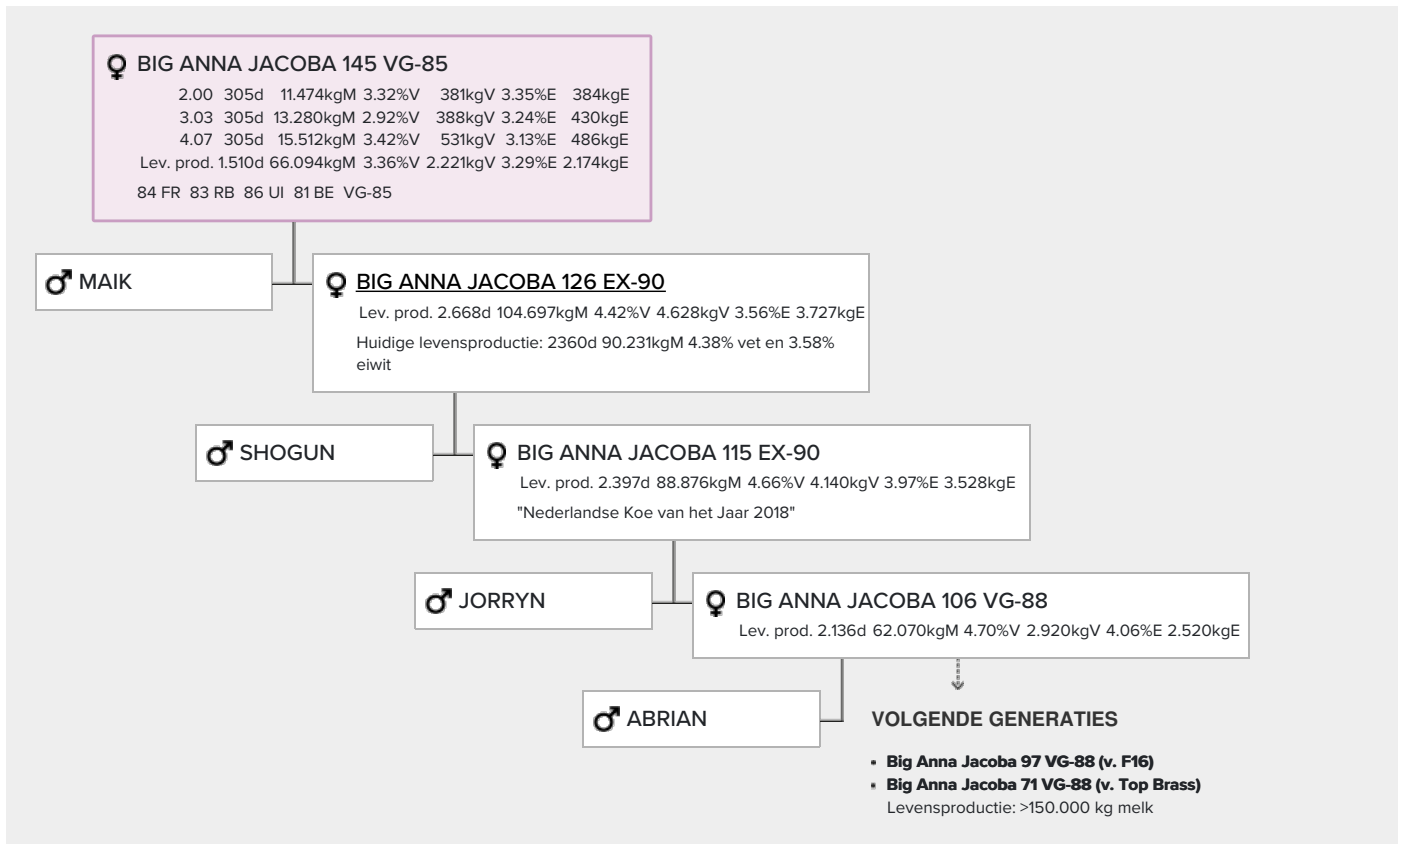 BIG ANNA JACOBA 145 VG-85
2.00 305d 11.474kgM 3.32%V 381kgV 3.35%E 384kgE
3.03 305d 13.280kgM 2.92%V 388kgV 3.24%E 430kgE
4.07 305d 15.512kgM 3.42%V 531kgV 3.13%E 486kgE
Lev. prod. 1.510d 66.094kgM 3.36%V 2.221kgV 3.29%E 2.174kgE
84 FR 83 RB 86 UI 81 BE VG-85
MAIK
BIG ANNA JACOBA 126 EX-90
Lev. prod. 2.668d 104.697kgM 4.42%V 4.628kgV 3.56%E 3.727kgE
Huidige levensproductie: 2360d 90.231kgM 4.38% vet en 3.58%
eiwit
SHOGUN
BIG ANNA JACOBA 115 EX-90
Lev. prod. 2.397d 88.876kgM 4.66%V 4.140kgV 3.97%E 3.528kgE
"Nederlandse Koe van het Jaar 2018"
JORRYN
BIG ANNA JACOBA 106 VG-88
Lev. prod. 2.136d 62.070kgM 4.70%V 2.920kgV 4.06%E 2.520kgE
ABRIAN
VOLGENDE GENERATIES
Big Anna Jacoba 97 VG-88 (v. F16)
Big Anna Jacoba 71 VG-88 (v. Top Brass)
Levensproductie: >150.000 kg melk